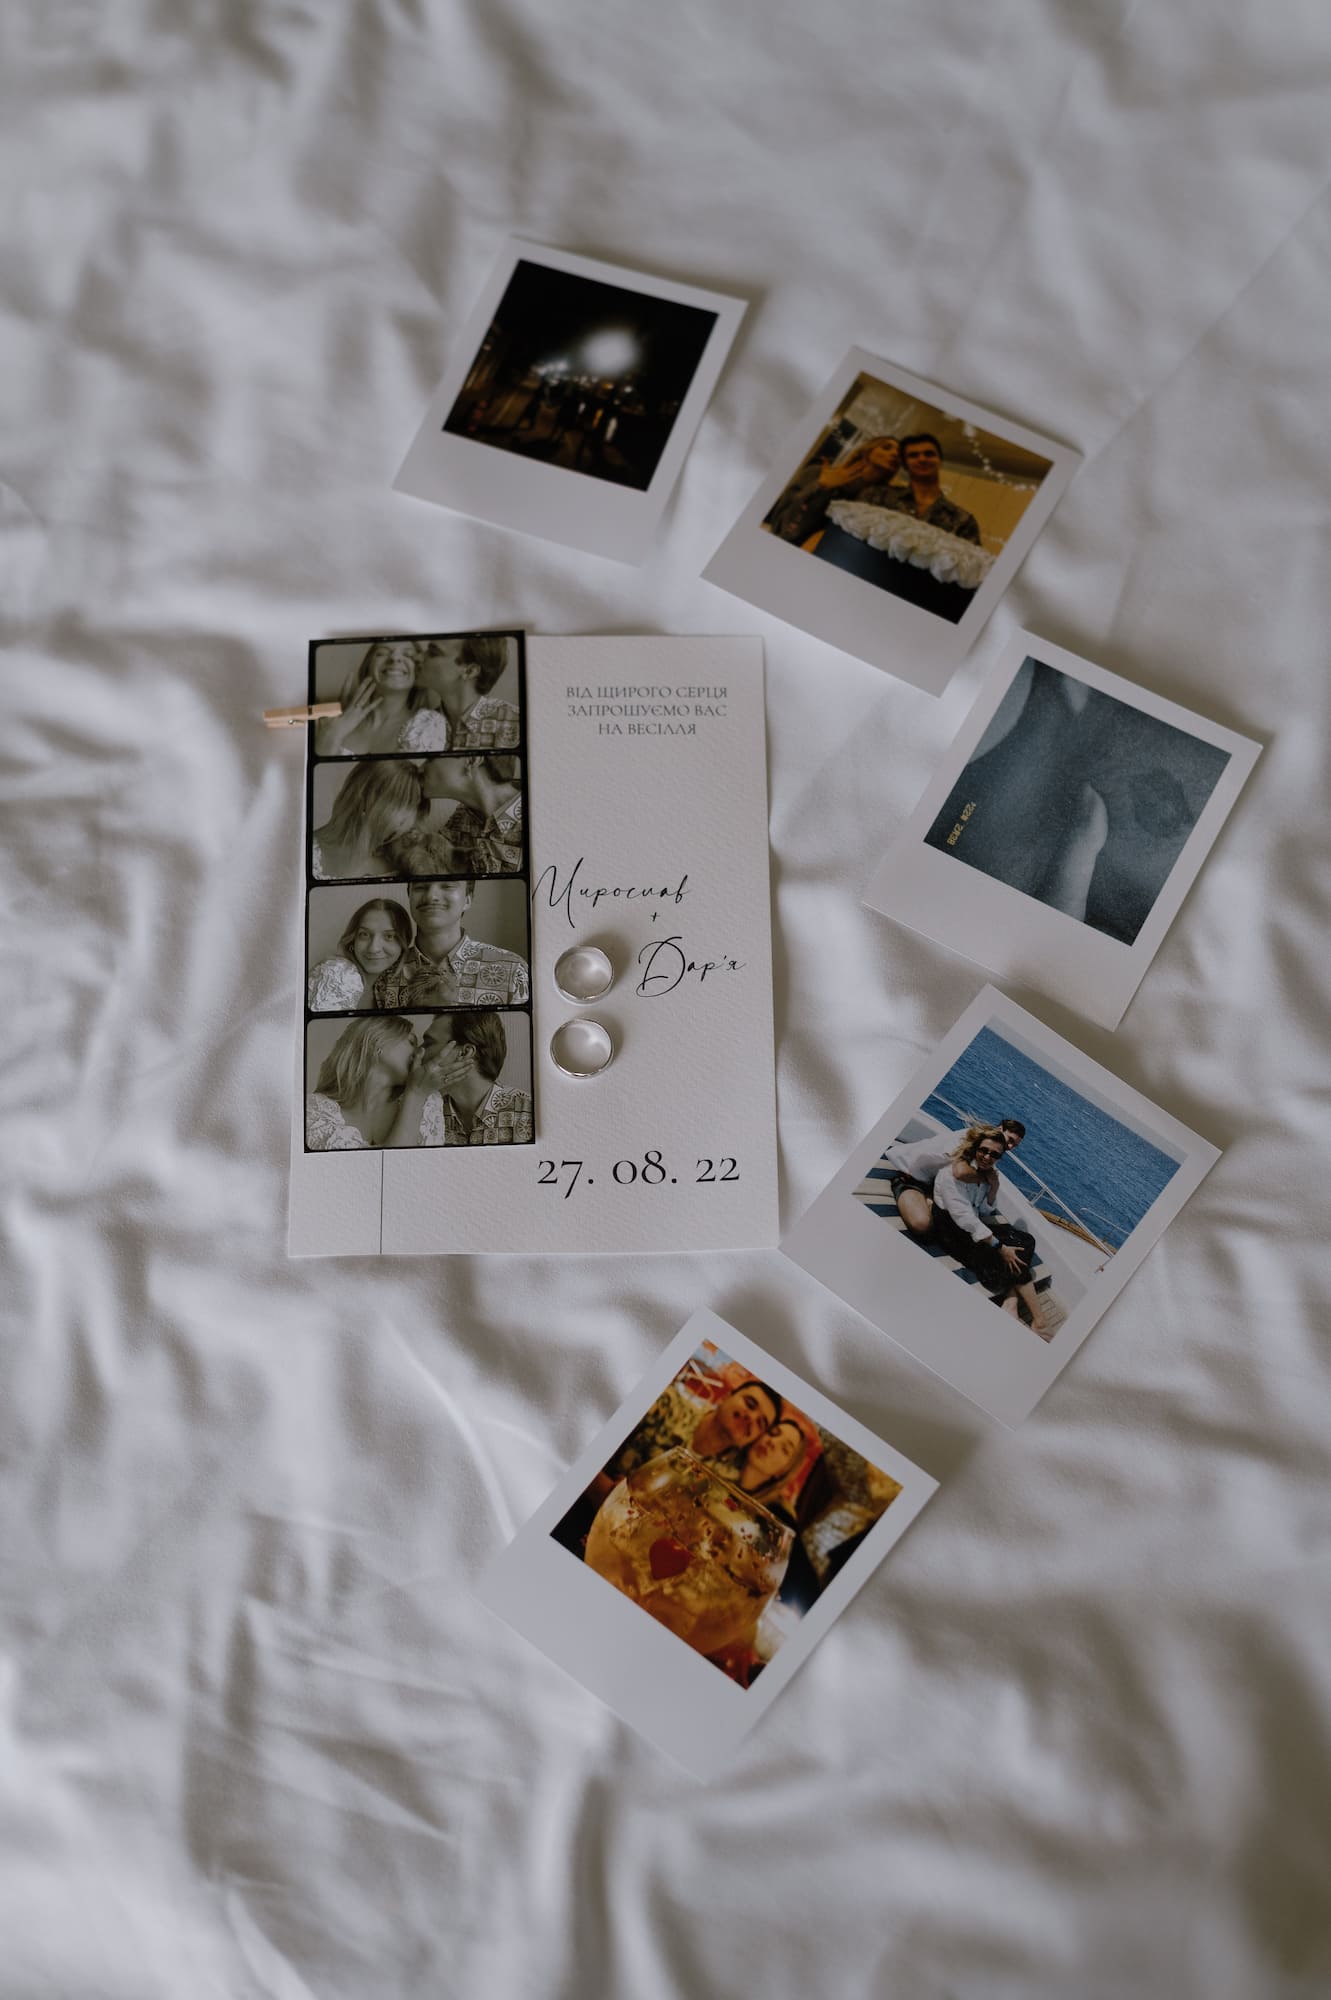 ВІД ЩИРОГО СЕРЦЯ
ЗАПРОШУЄМО ВАС
НА ВЕСІЛЛЯ
Мирослав
+
Дар'я
27. 08. 22